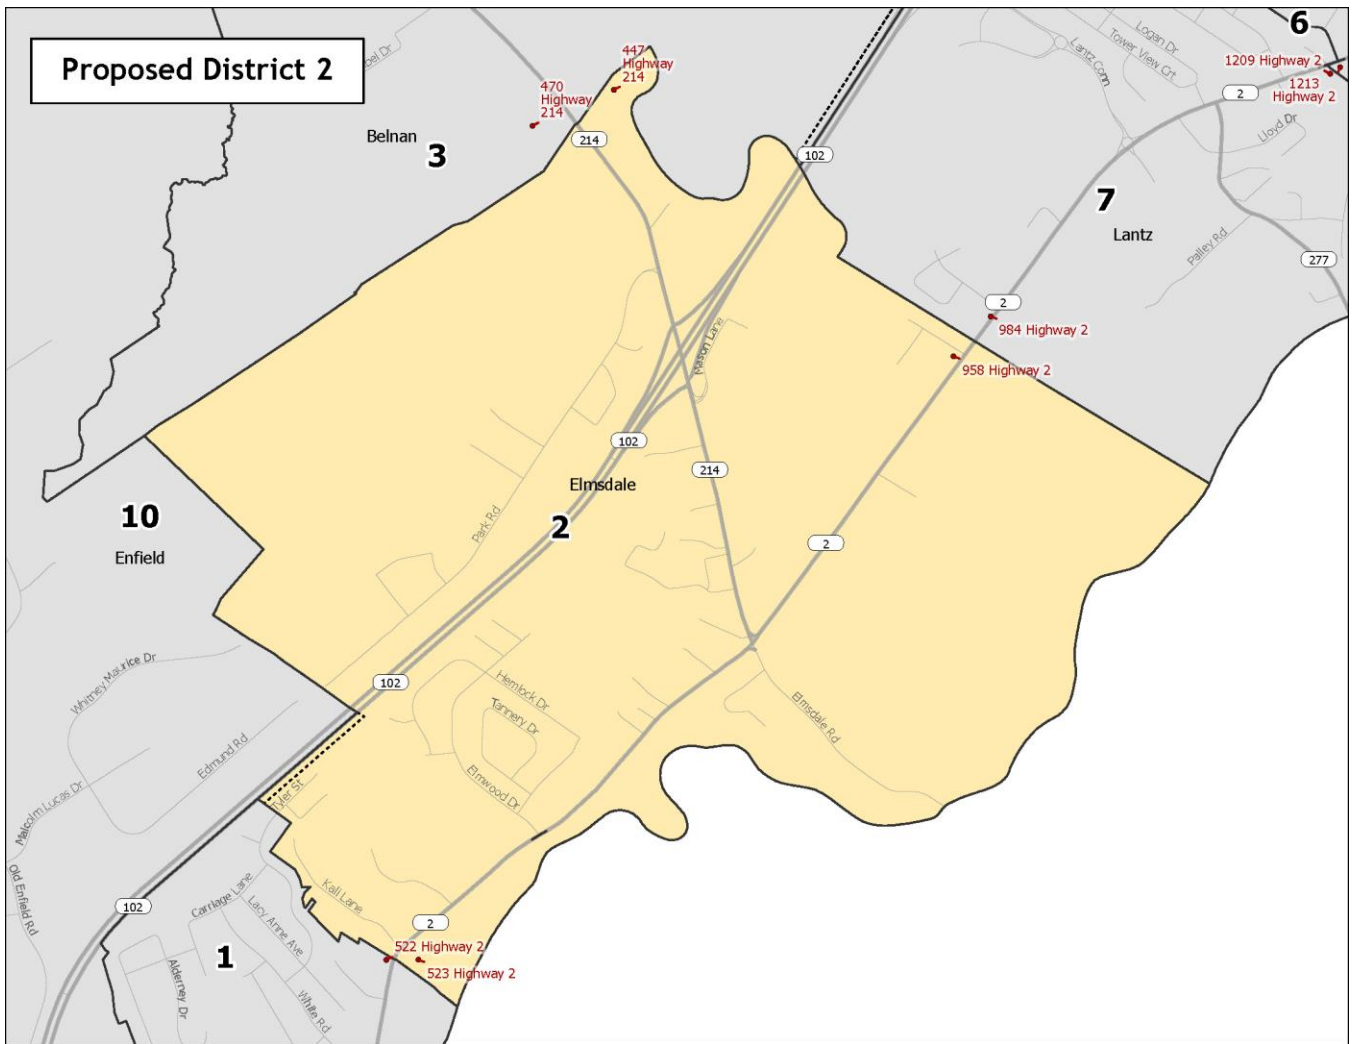 Proposed District 2
6
Logan Dr
Tower View Crt
Lantz Conn
1209 Highway 2
1213
Highway 2
2
Lloyd Dr
447
Highway
214
470
Highway
214
bel Dr
Belnan
3
214
102
7
Lantz
Palley Rd
277
2
984 Highway 2
958 Highway 2
Mason Lane
102
214
Elmsdale
2
Park Rd
10
Enfield
2
Whitney Maurice Dr
102
Hemlock Dr
Tannery Dr
Elmsdale Rd
Edmund Rd
Elmwood Dr
Tyler St
Malcolm Lucas Dr
Old Enfield Rd
Kali Lane
Carriage Lane
102
Lacy Anne Ave
2
522 Highway 2
523 Highway 2
1
Alderney Dr
White Rd